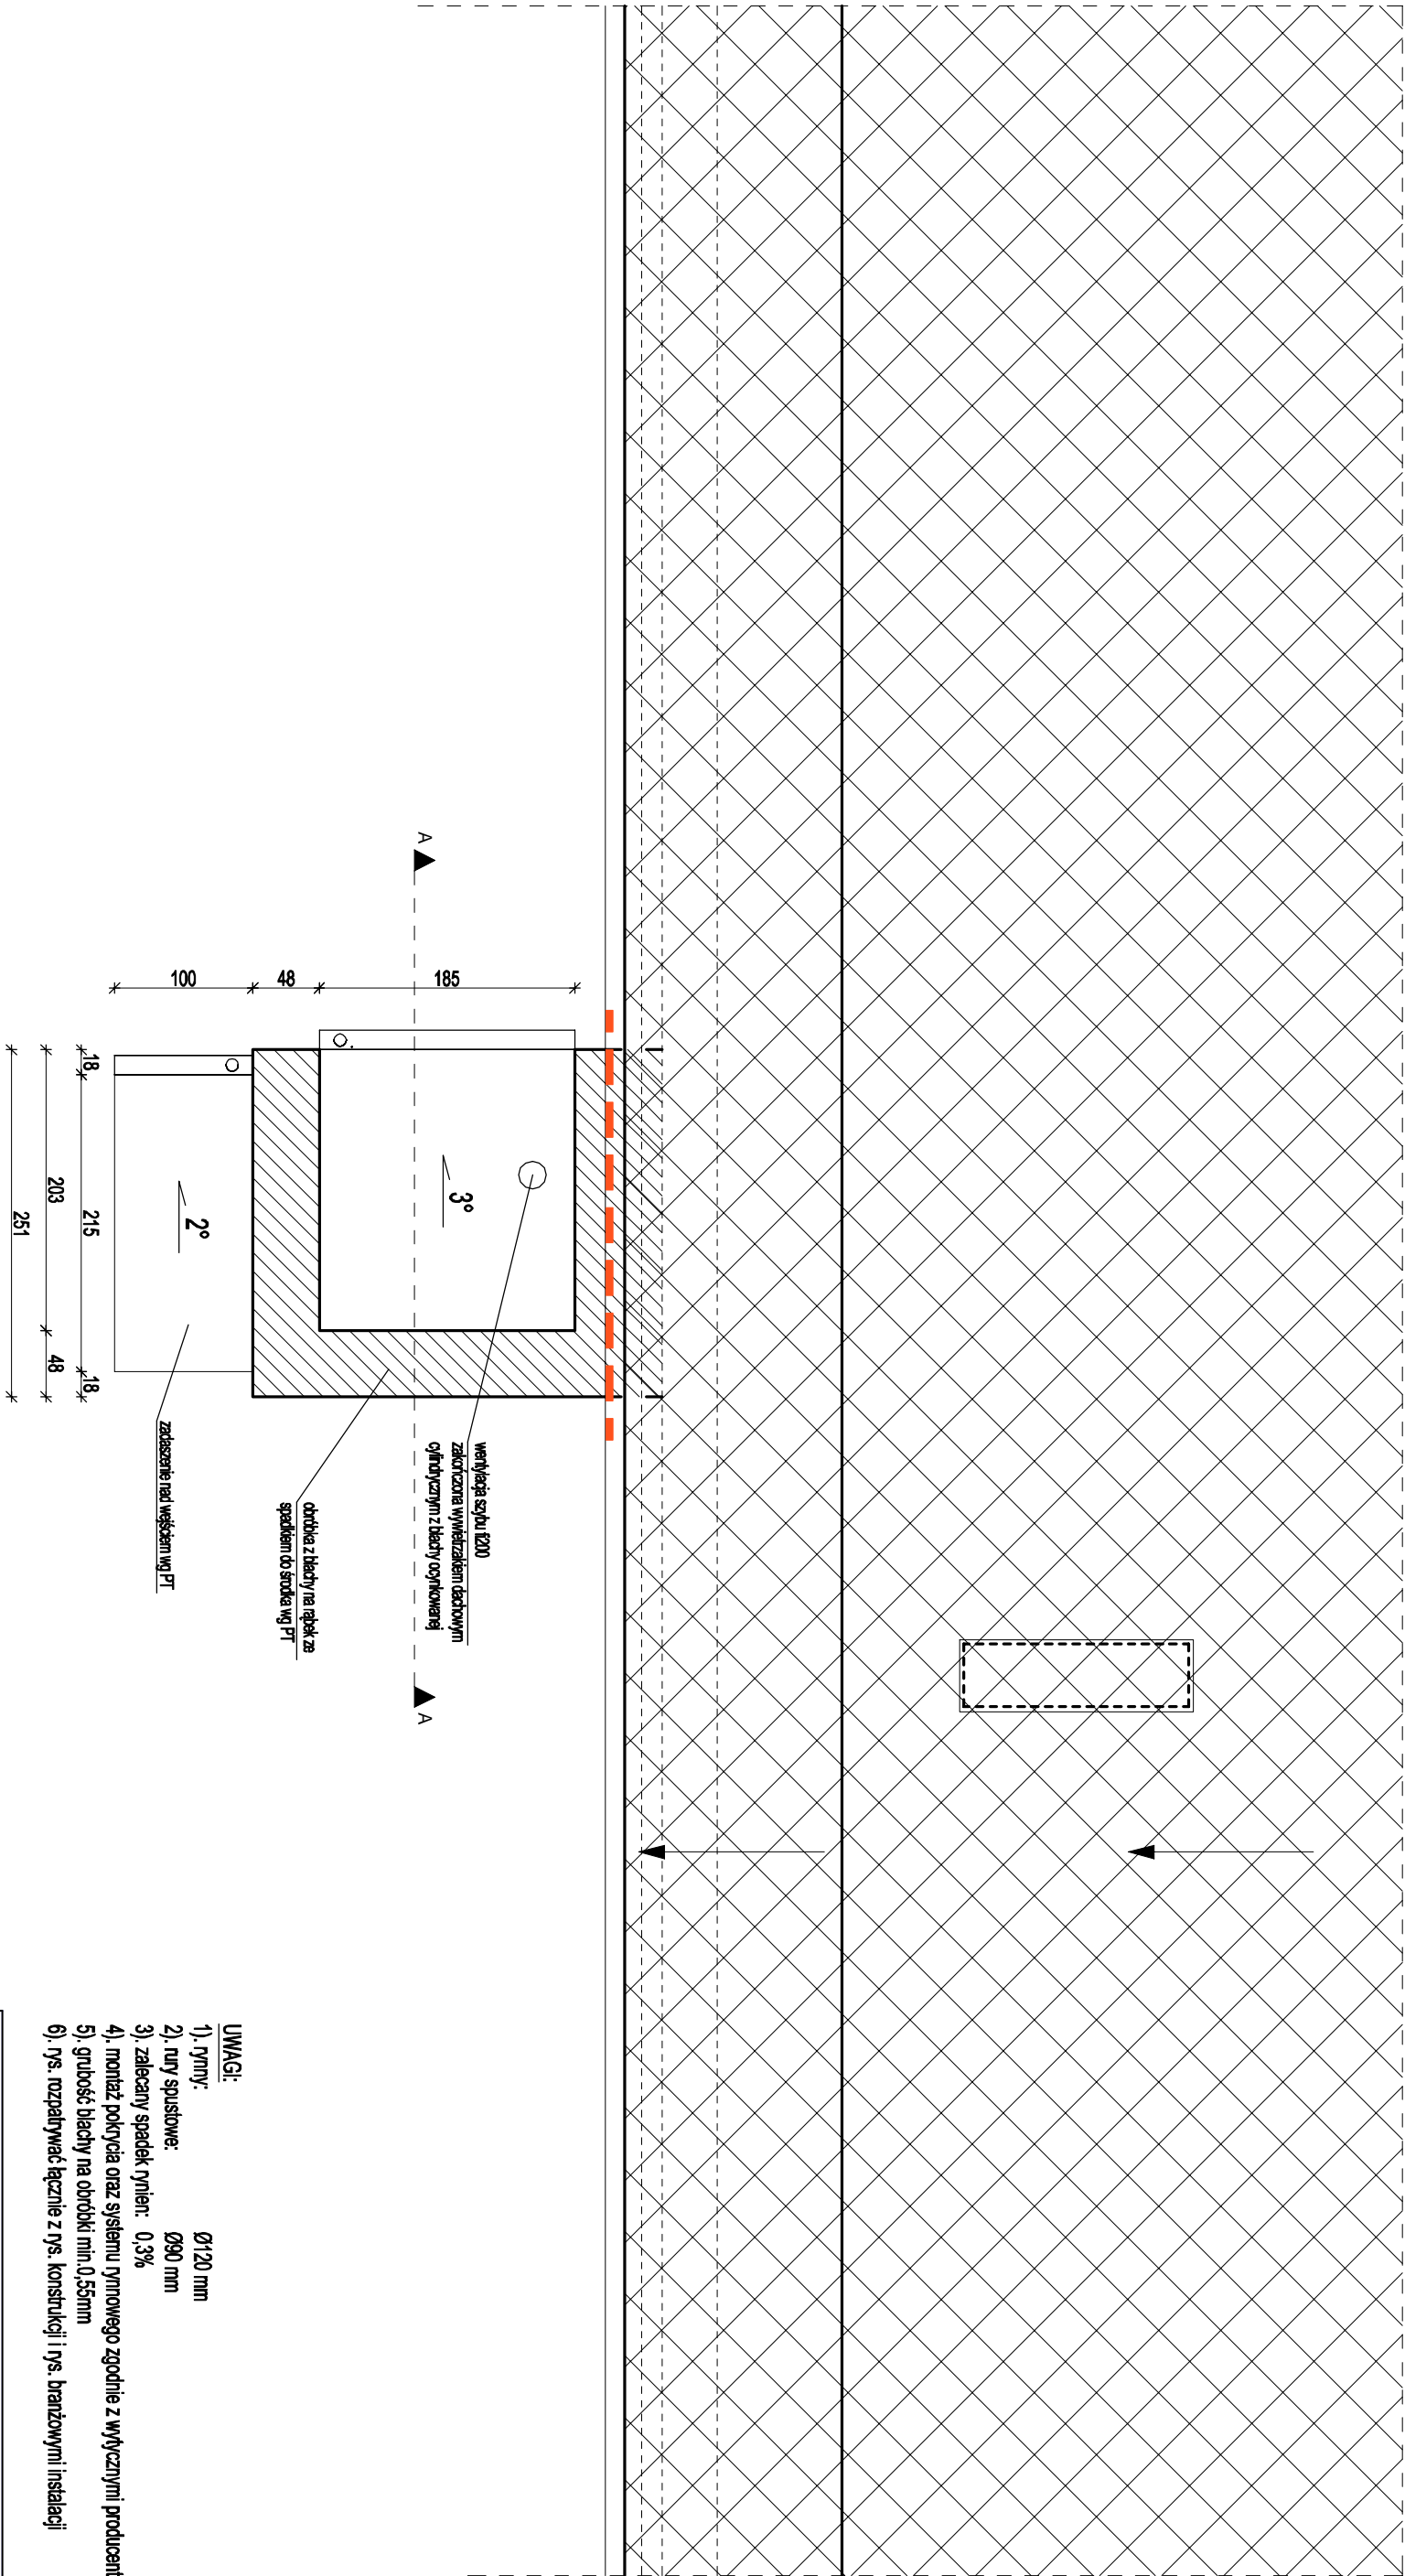 A
A
185
48
100
3°
2°
18
215
18
203
48
251
wentylacja szybu fi200
zakończona wywietrzakiem dachowym
cylindrycznym z blachy ocynkowanej
obróbka z blachy na rąbek ze
spadkiem do środka wg PT
zadaszenie nad wejściem wg PT
UWAGI:
1). rynny: Ø120 mm
2). rury spustowe: Ø90 mm
3). zalecany spadek rynien: 0,3%
4). montaż pokrycia oraz systemu rynnowego zgodnie z wytycznymi producent
5). grubość blachy na obróbki min.0,55mm
6). rys. rozpatrywać łącznie z rys. konstrukcji i rys. branżowymi instalacji